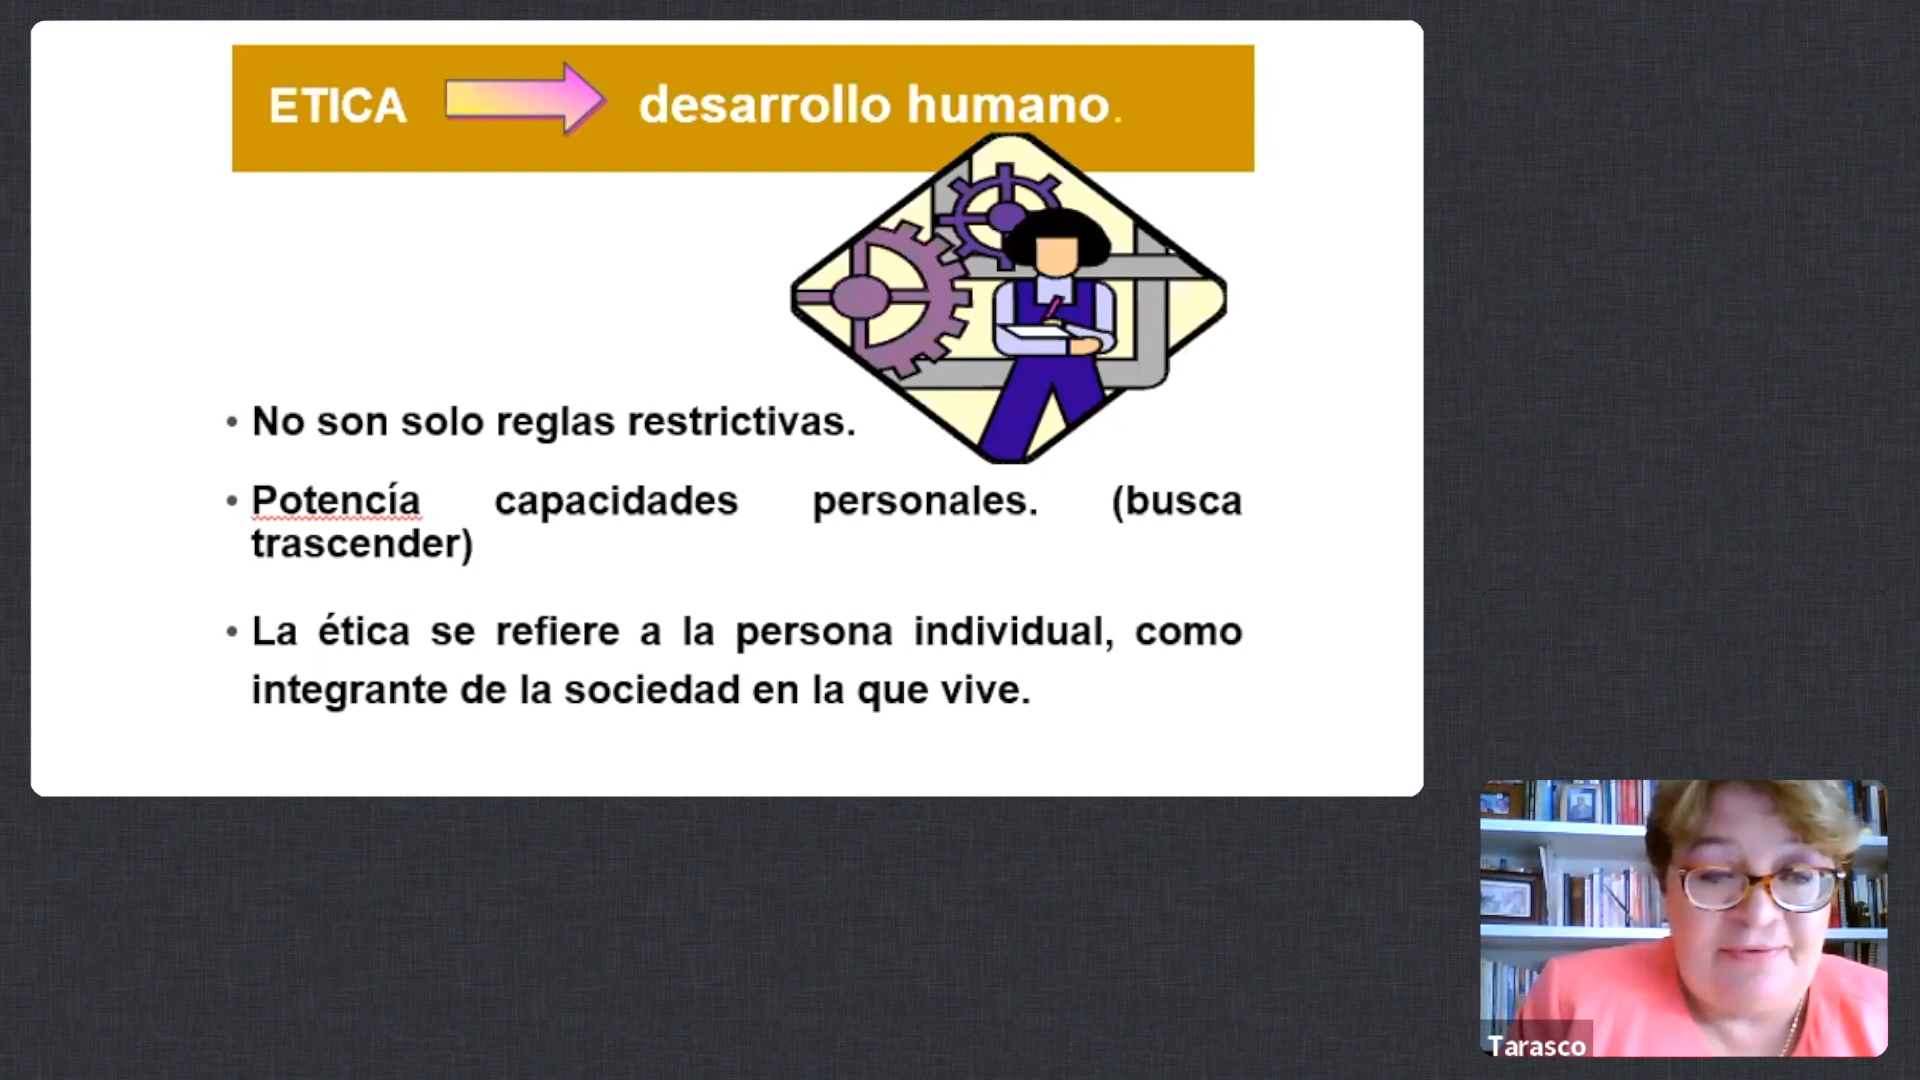 ETICA desarrollo humano.
• No son solo reglas restrictivas.
• Potencía capacidades personales. (busca
trascender)
• La ética se refiere a la persona individual, como
integrante de la sociedad en la que vive.
Tarasco